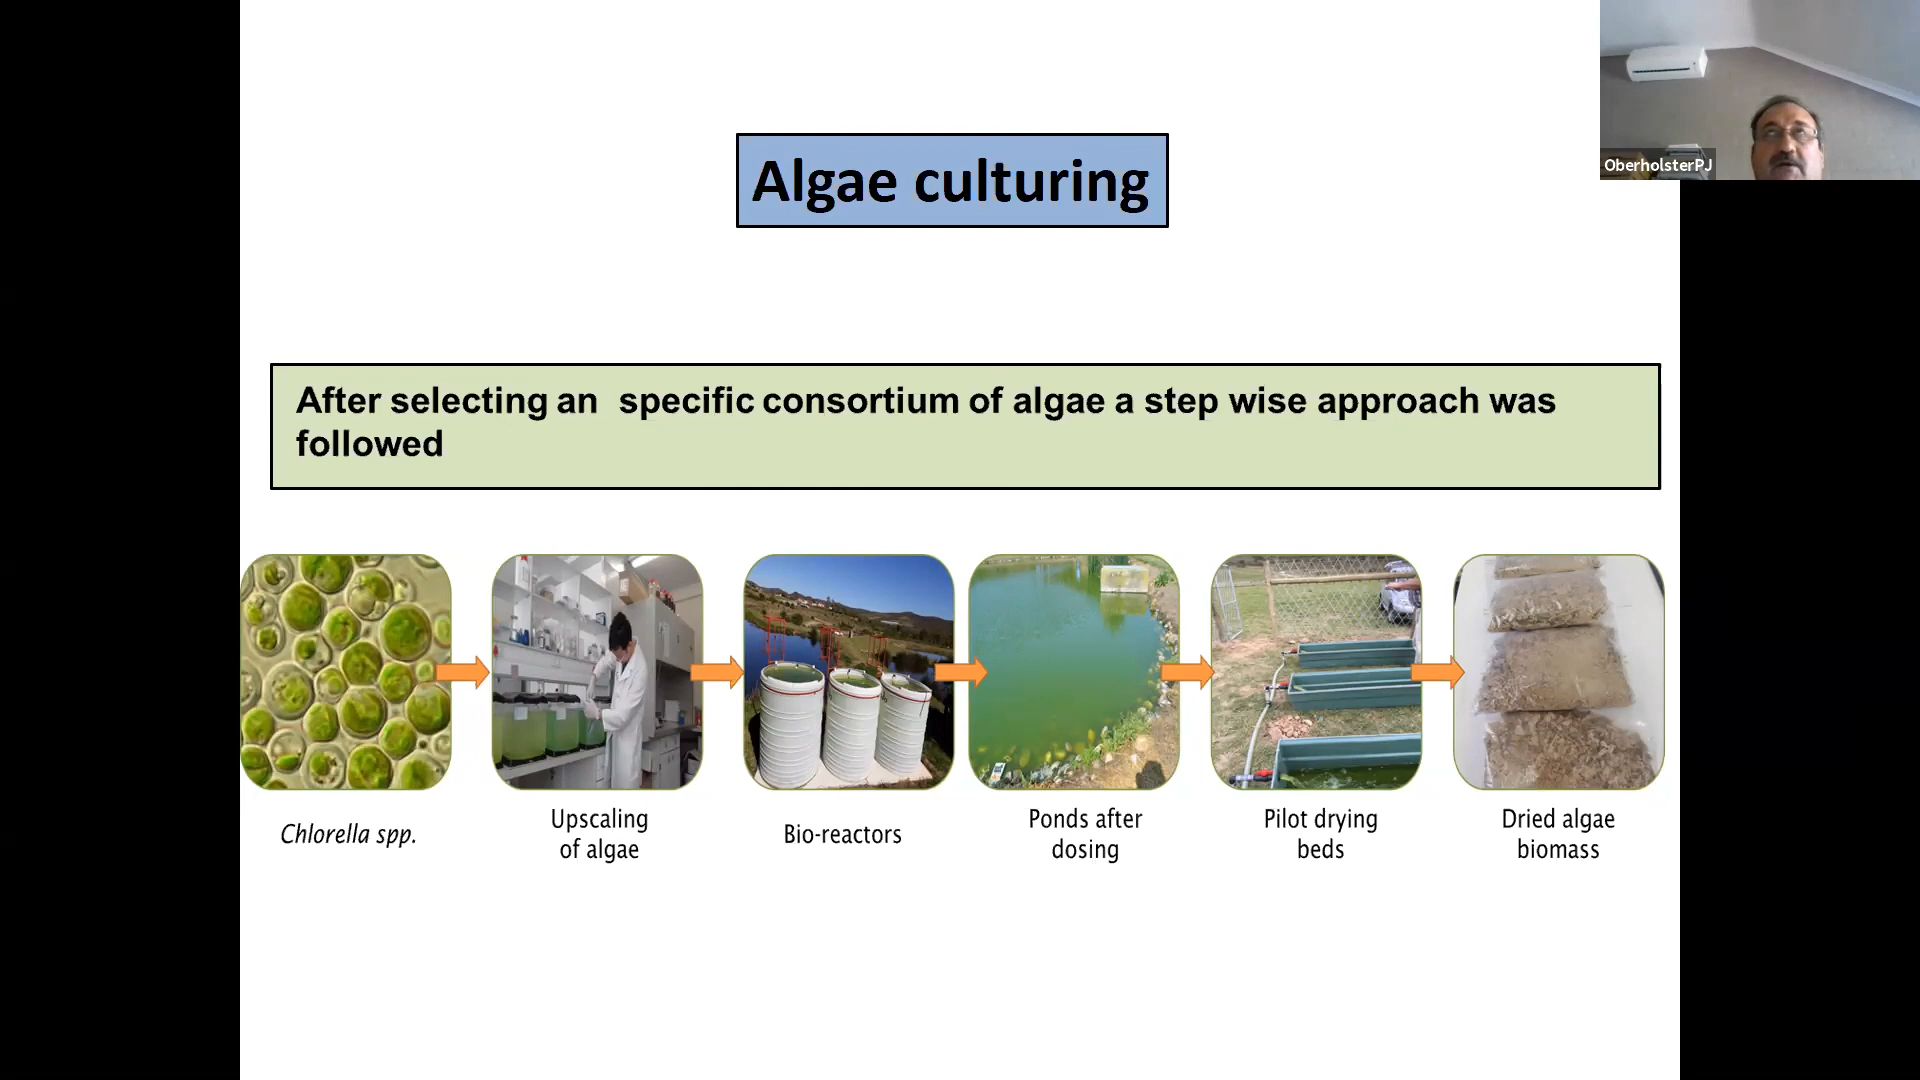 OberholsterPJ
Algae culturing
After selecting an specific consortium of algae a step wise approach was
followed
Chlorella spp.
Upscaling
of algae
Bio-reactors
Ponds after
dosing
Pilot drying
beds
Dried algae
biomass